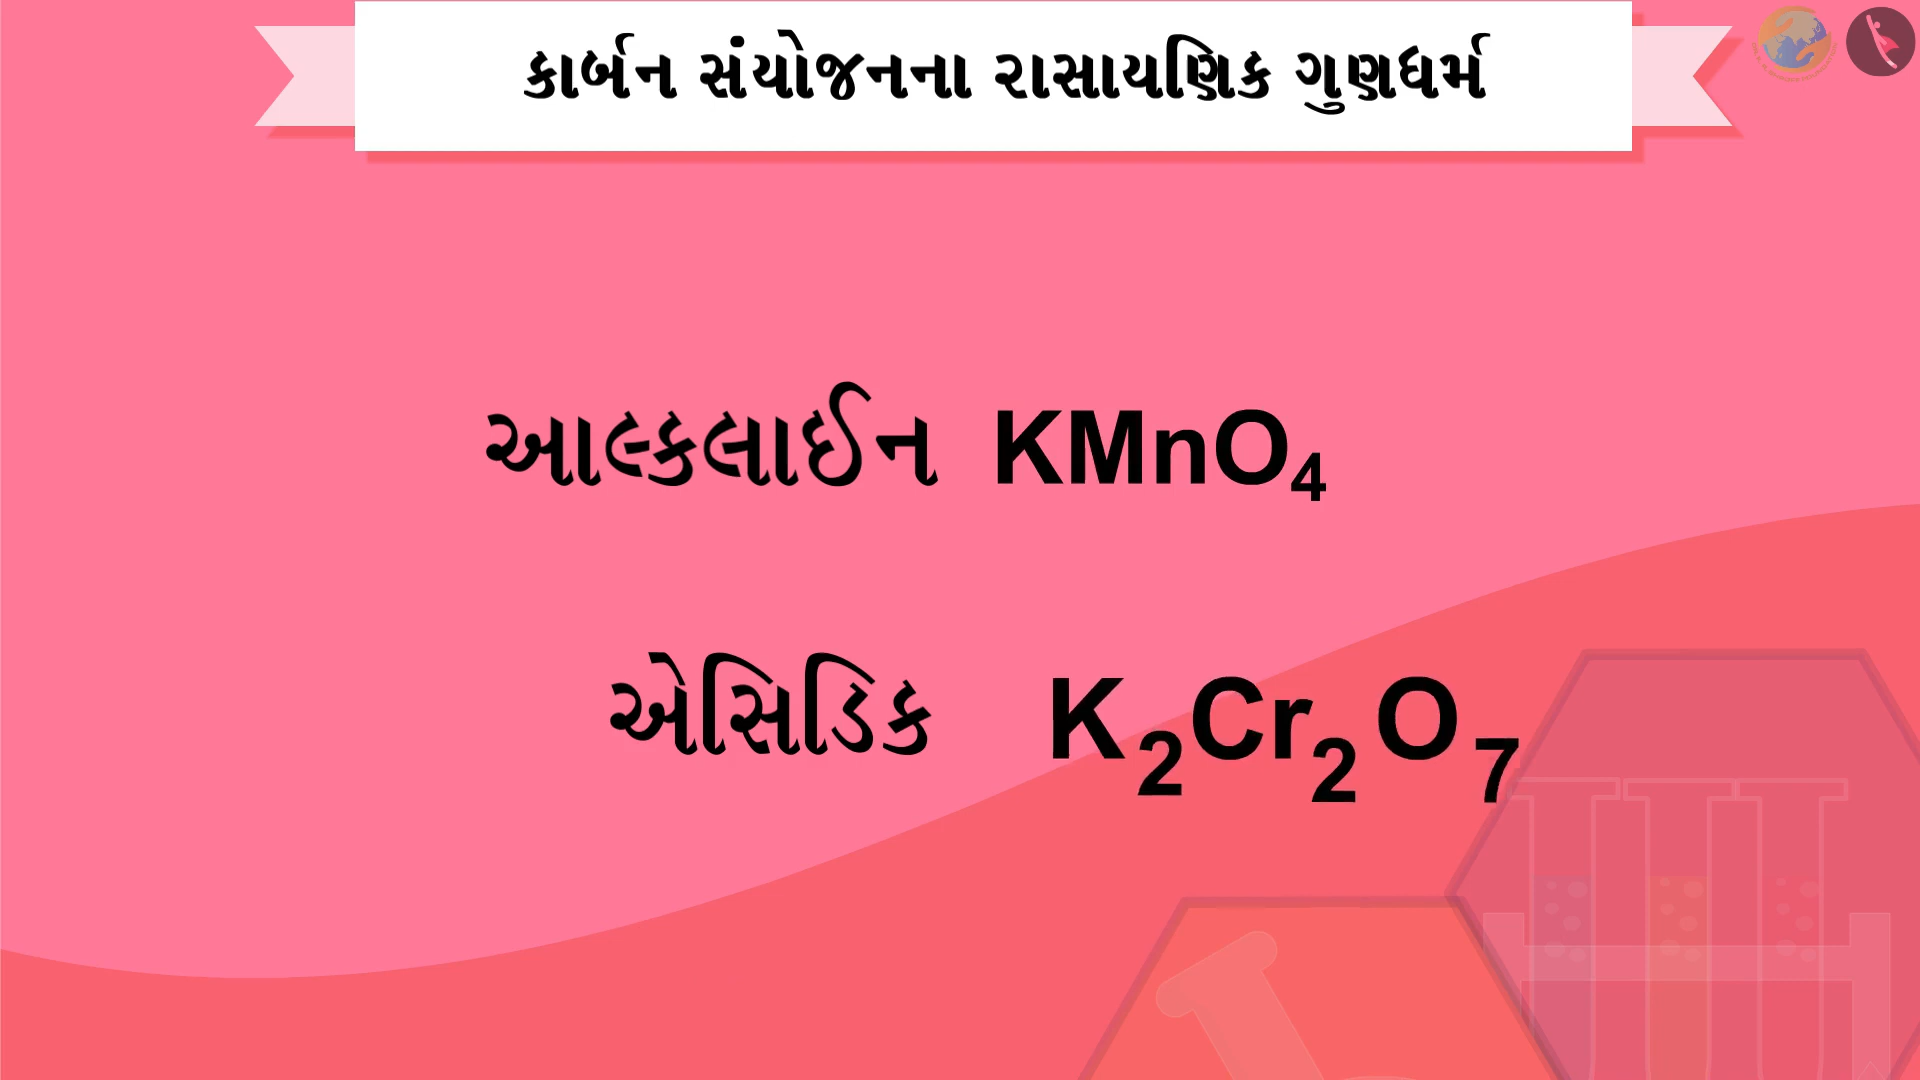 કાર્બન સંયોજનના રાસાયણિક ગુણધર્મ
આલ્કલાઈન KMnO₄
એસિડિક K₂Cr₂O₇